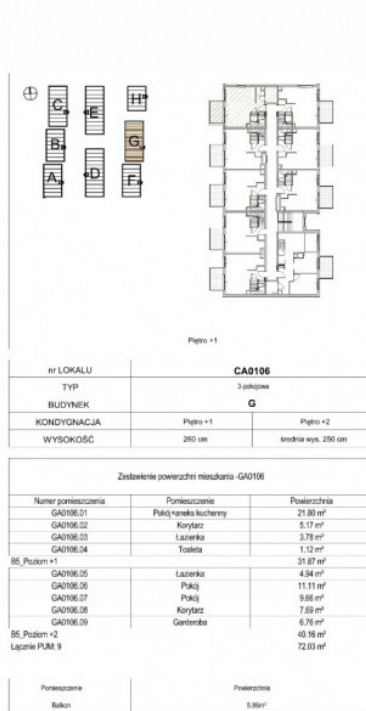 C E H
B G
A D F
Piętro +1
nr LOKALU CA0106
TYP 3-pokojowe
BUDYNEK G
KONDYGNACJA Piętro +1 Piętro +2
WYSOKOŚĆ 260 cm średnia wys. 250 cm
Zestawienie powierzchni mieszkania -GA0106
Numer pomieszczenia Pomieszczenie Powierzchnia
GA0106.01 Pokój+aneks kuchenny 21.80 m²
GA0106.02 Korytarz 5.17 m²
GA0106.03 Łazienka 3.78 m²
GA0106.04 Toaleta 1.12 m²
B5_Poziom +1 31.87 m²
GA0106.05 Łazienka 4.94 m²
GA0106.06 Pokój 11.11 m²
GA0106.07 Pokój 9.66 m²
GA0106.08 Korytarz 7.69 m²
GA0106.09 Garderoba 6.76 m²
B5_Poziom +2 40.16 m²
Łącznie PUM: 9 72.03 m²
Pomieszczenie Powierzchnia
Balkon 5.86m²